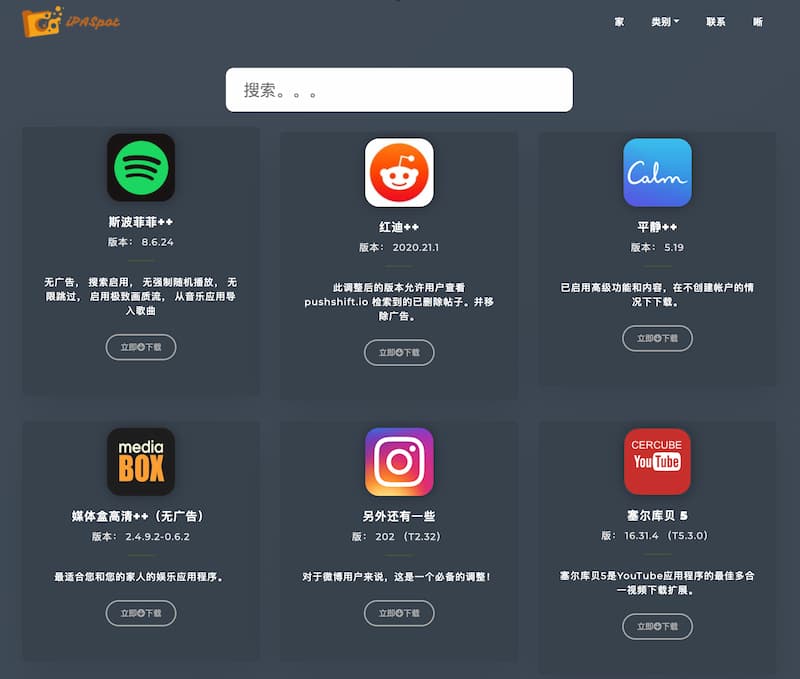 iPASpot
家 类别 联系 晰
搜索。。。
斯波菲菲++
版本： 8.6.24
无广告， 搜索启用， 无强制随机播放， 无
限跳过， 启用极致画质流， 从音乐应用导
入歌曲
立即下载
红迪++
版本： 2020.21.1
此调整后的版本允许用户查看
pushshift.io 检索到的已删除帖子。并移
除广告。
立即下载
Calm
平静++
版本： 5.19
已启用高级功能和内容，在不创建帐户的情
况下下载。
立即下载
media
BOX
媒体盒高清++（无广告）
版本： 2.4.9.2-0.6.2
最适合您和您的家人的娱乐应用程序。
立即下载
另外还有一些
版： 202 （T2.32）
对于微博用户来说，这是一个必备的调整！
立即下载
CERCUBE
YouTube
塞尔库贝 5
版： 16.31.4 （T5.3.0）
塞尔库贝5是YouTube应用程序的最佳多合
一视频下载扩展。
立即下载